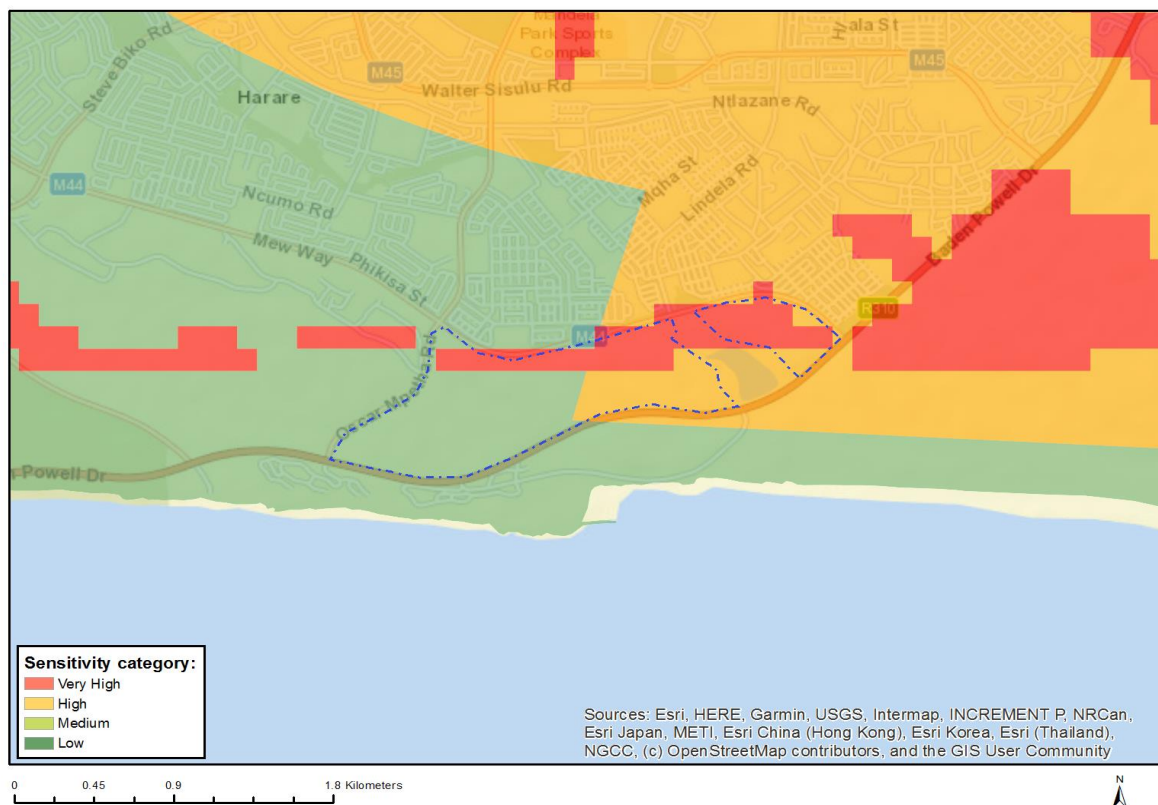 Mandela
Park Sports
Complex
Steve Biko Rd
M45
Hlala St
M45
Harare
Walter Sisulu Rd
Ntlazane Rd
M44
Ncumo Rd
Mqha St
Lindela Rd
Mew Way
Phikisa St
Baden Powell Dr
R310
M44
Oscar Mpetha Rd
n Powell Dr
Sensitivity category:
Very High
High
Medium
Low
Sources: Esri, HERE, Garmin, USGS, Intermap, INCREMENT P, NRCan,
Esri Japan, METI, Esri China (Hong Kong), Esri Korea, Esri (Thailand),
NGCC, (c) OpenStreetMap contributors, and the GIS User Community
0 0.45 0.9 1.8 Kilometers
N